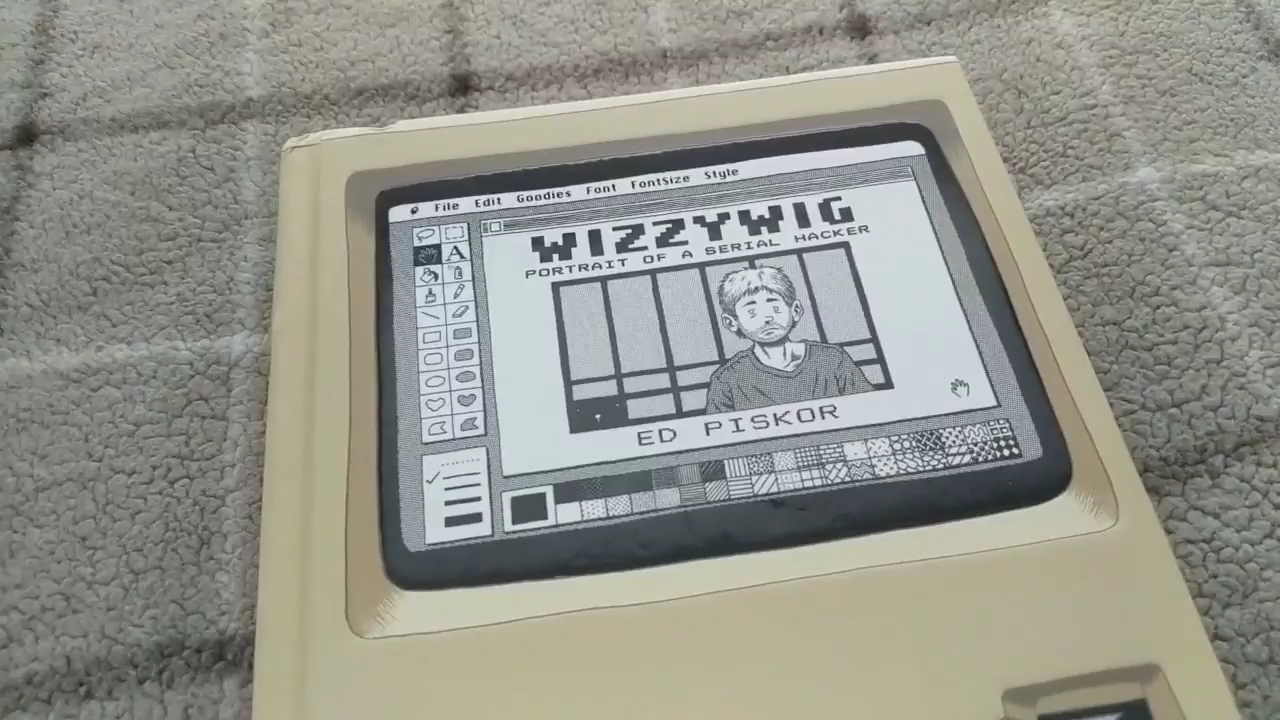 File Edit Goodies Font FontSize Style
A
WIZZYWIG
PORTRAIT OF A SERIAL HACKER
ED PISKOR